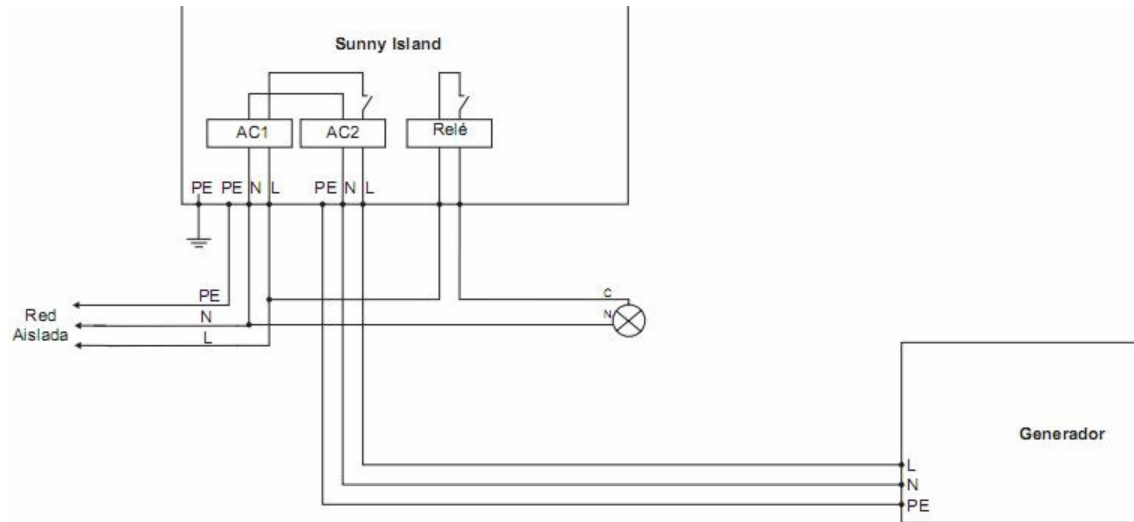 Sunny Island
AC1 AC2 Relé
PE PE N L PE N L
PE
N
L
Red
Aislada
C
N
Generador
L
N
PE